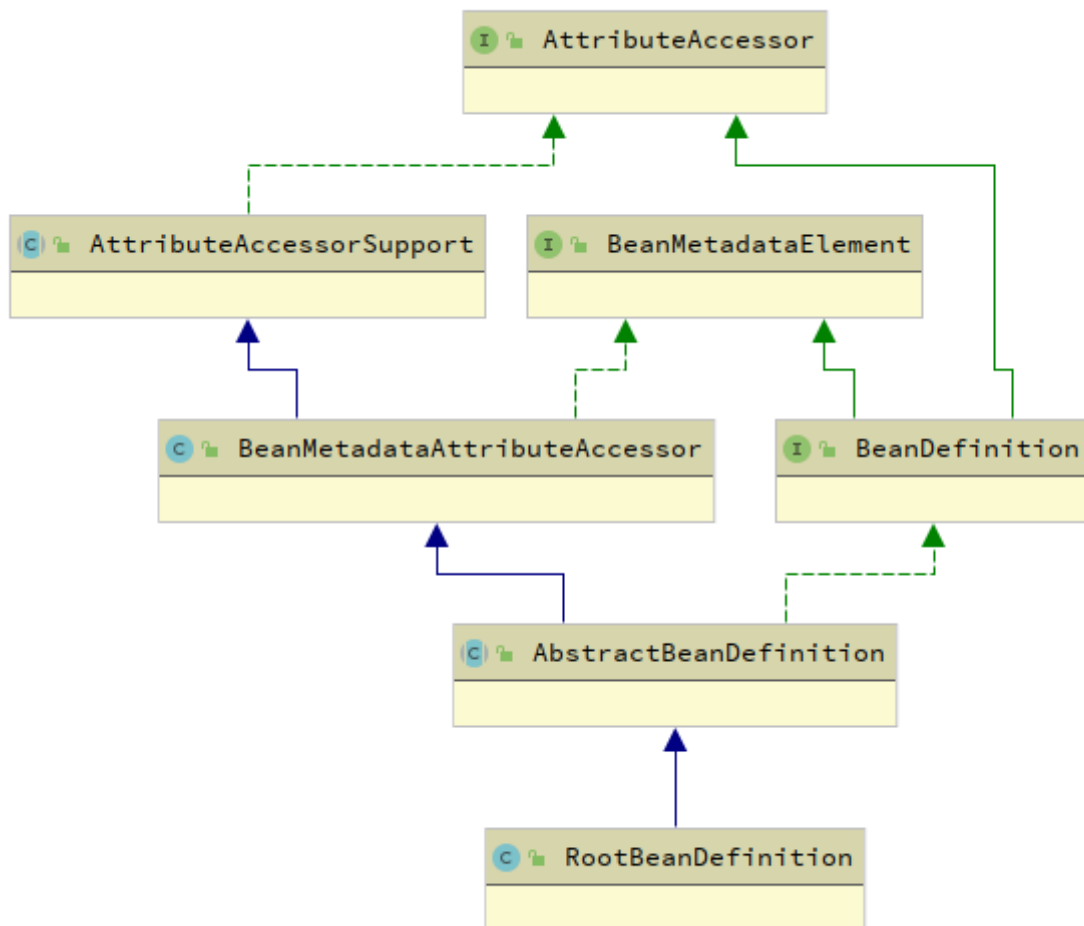 I AttributeAccessor
C AttributeAccessorSupport
I BeanMetadataElement
C BeanMetadataAttributeAccessor
I BeanDefinition
C AbstractBeanDefinition
C RootBeanDefinition